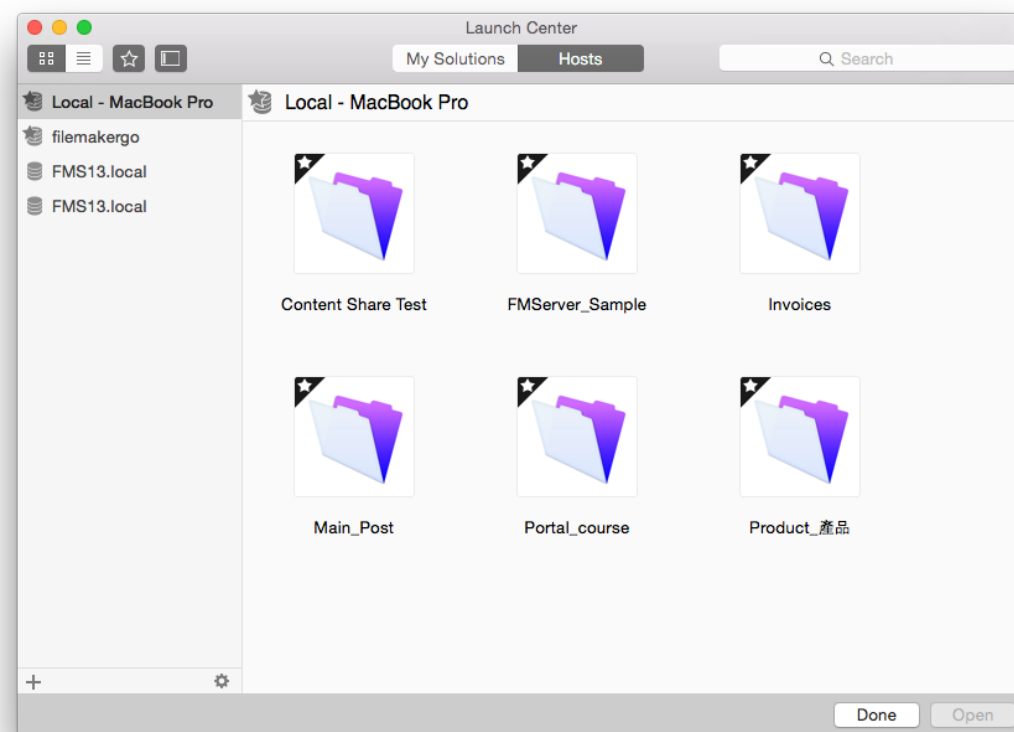 Launch Center
My Solutions
Hosts
Search
Local - MacBook Pro
filemakergo
FMS13.local
FMS13.local
Local - MacBook Pro
Content Share Test
FMServer_Sample
Invoices
Main_Post
Portal_course
Product_產品
Done
Open